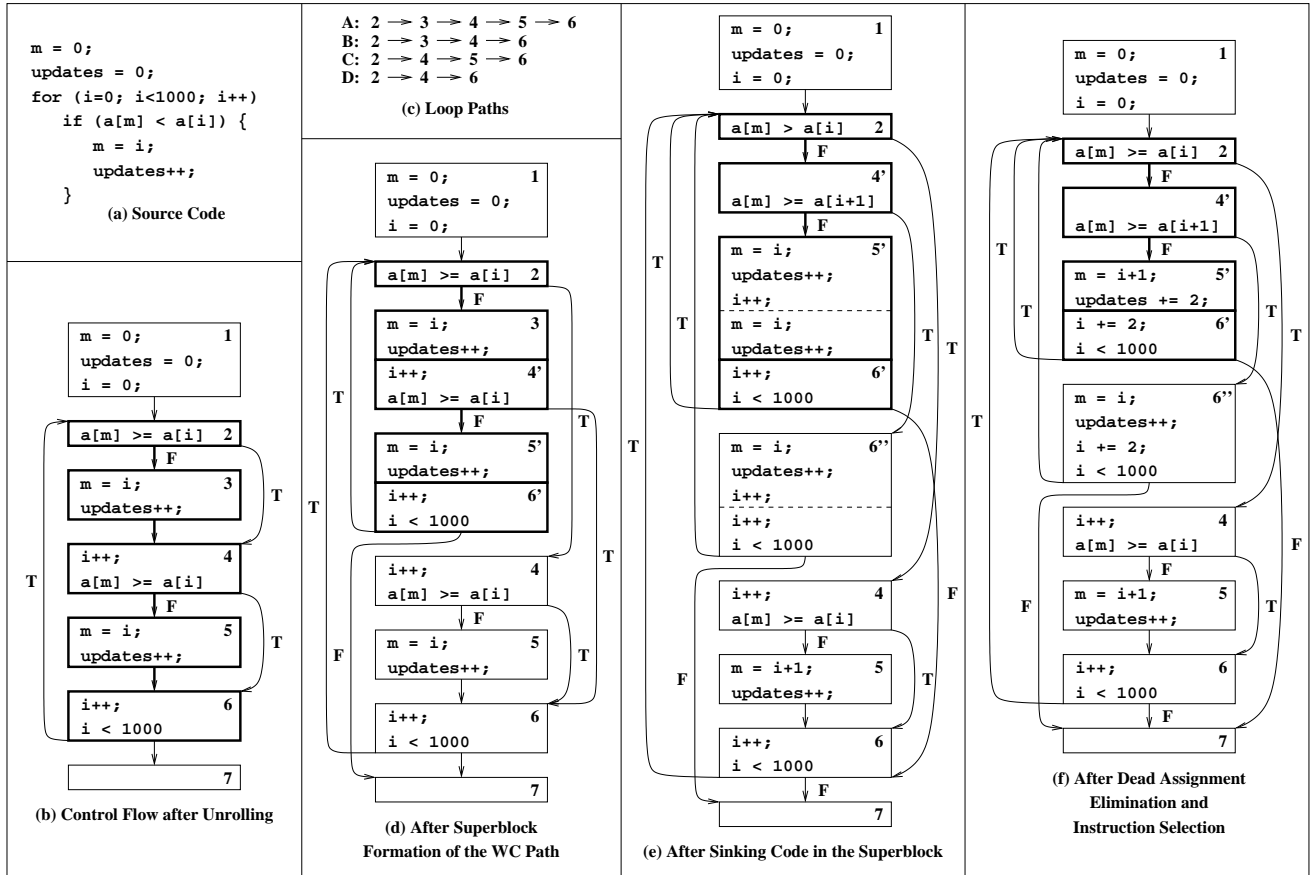 m = 0;
updates = 0;
for (i=0; i<1000; i++)
if (a[m] < a[i]) {
m = i;
updates++;
}
(a) Source Code
m = 0; 1
updates = 0;
i = 0;
a[m] >= a[i] 2
F
m = i; 3
updates++;
T
i++; 4
a[m] >= a[i]
T
F
m = i; 5
updates++;
T
i++; 6
i < 1000
7
(b) Control Flow after Unrolling
A: 2 → 3 → 4 → 5 → 6
B: 2 → 3 → 4 → 6
C: 2 → 4 → 5 → 6
D: 2 → 4 → 6
(c) Loop Paths
m = 0; 1
updates = 0;
i = 0;
a[m] >= a[i] 2
F
m = i; 3
updates++;
i++; 4'
a[m] >= a[i]
T
T
F
m = i; 5'
updates++;
i++; 6'
i < 1000
T
i++; 4
a[m] >= a[i]
F
m = i; 5
updates++;
F
T
T
i++; 6
i < 1000
7
(d) After Superblock
Formation of the WC Path
m = 0; 1
updates = 0;
i = 0;
a[m] > a[i] 2
F
4'
a[m] >= a[i+1]
F
m = i; 5'
updates++;
i++;
m = i;
updates++;
T
T
T
T
i++; 6'
i < 1000
T
m = i; 6''
updates++;
i++;
i++;
i < 1000
i++; 4
a[m] >= a[i]
F
F
m = i+1; 5
updates++;
F
T
i++; 6
i < 1000
F
7
(e) After Sinking Code in the Superblock
m = 0; 1
updates = 0;
i = 0;
a[m] >= a[i] 2
F
4'
a[m] >= a[i+1]
F
m = i+1; 5'
updates += 2;
i += 2; 6'
i < 1000
T
T
T
T
T
m = i; 6''
updates++;
i += 2;
i < 1000
i++; 4
a[m] >= a[i]
F
F
m = i+1; 5
updates++;
F
T
i++; 6
i < 1000
F
7
(f) After Dead Assignment
Elimination and
Instruction Selection